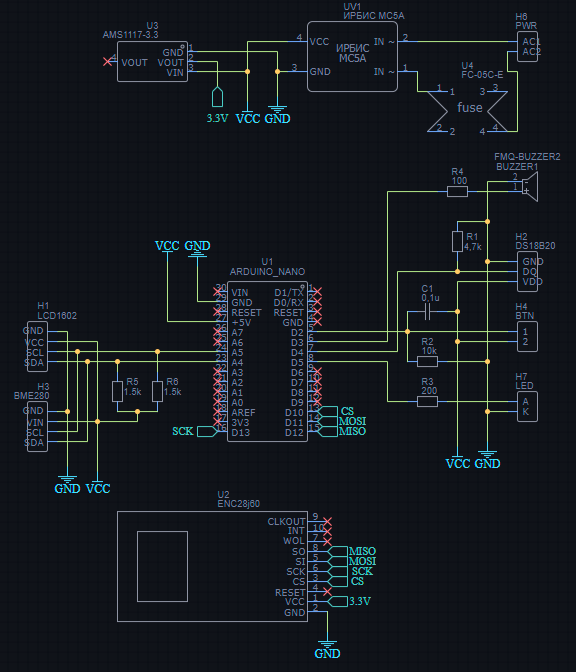 U3
AMS1117-3.3
GND 1
VOUT 2
VIN 3
4 VOUT
3.3V
VCC
GND
UV1
ИРБИС MC5A
4 VCC
IN ~ 2
ИРБИС
MC5A
3 GND
IN ~ 1
H6
PWR
AC1
AC2
U4
FC-05C-E
1 1
3 3
fuse
2 2
4 4
FMQ-BUZZER2
BUZZER1
2 -
1 +
R4
100
R1
4,7k
H2
DS18B20
GND
DQ
VDD
C1
0,1u
H4
BTN
1
2
R2
10k
R3
200
H7
LED
A
K
VCC
GND
VCC
GND
U1
ARDUINO_NANO
30 VIN
29 GND
28 RESET
27 +5V
26 A7
25 A6
24 A5
23 A4
22 A3
21 A2
20 A1
19 A0
18 AREF
17 3V3
16 D13
D1/TX 1
D0/RX 2
RESET 3
GND 4
D2 5
D3 6
D4 7
D5 8
D6 9
D7 10
D8 11
D9 12
D10 13
D11 14
D12 15
CS
MOSI
MISO
SCK
H1
LCD1602
GND
VCC
SCL
SDA
H3
BME280
GND
VIN
SCL
SDA
R5
1.5k
R6
1.5k
GND
VCC
U2
ENC28j60
CLKOUT 9
INT 10
WOL 7
SO 8
SI 5
SCK 6
CS 3
RESET 4
VCC 1
GND 2
MISO
MOSI
SCK
CS
3.3V
GND